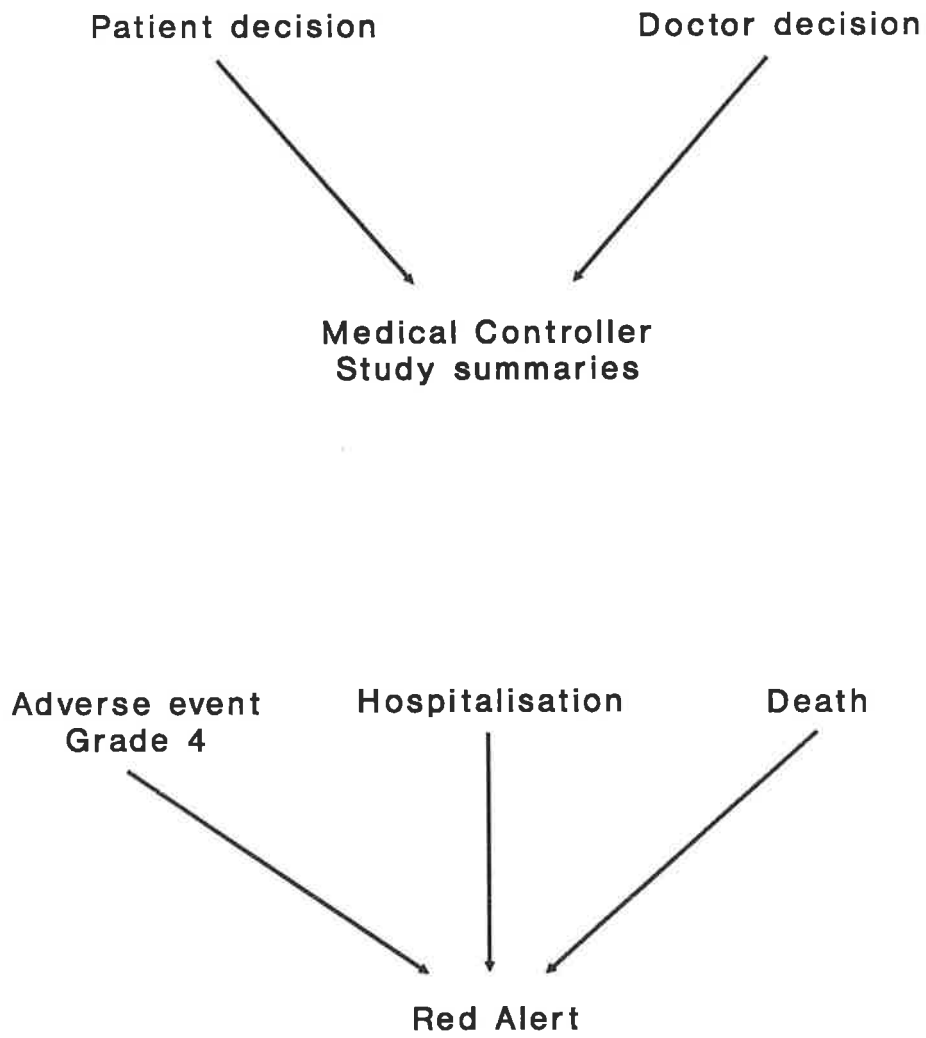 Patient decision
Doctor decision
Medical Controller
Study summaries
Adverse event
Grade 4
Hospitalisation
Death
Red Alert